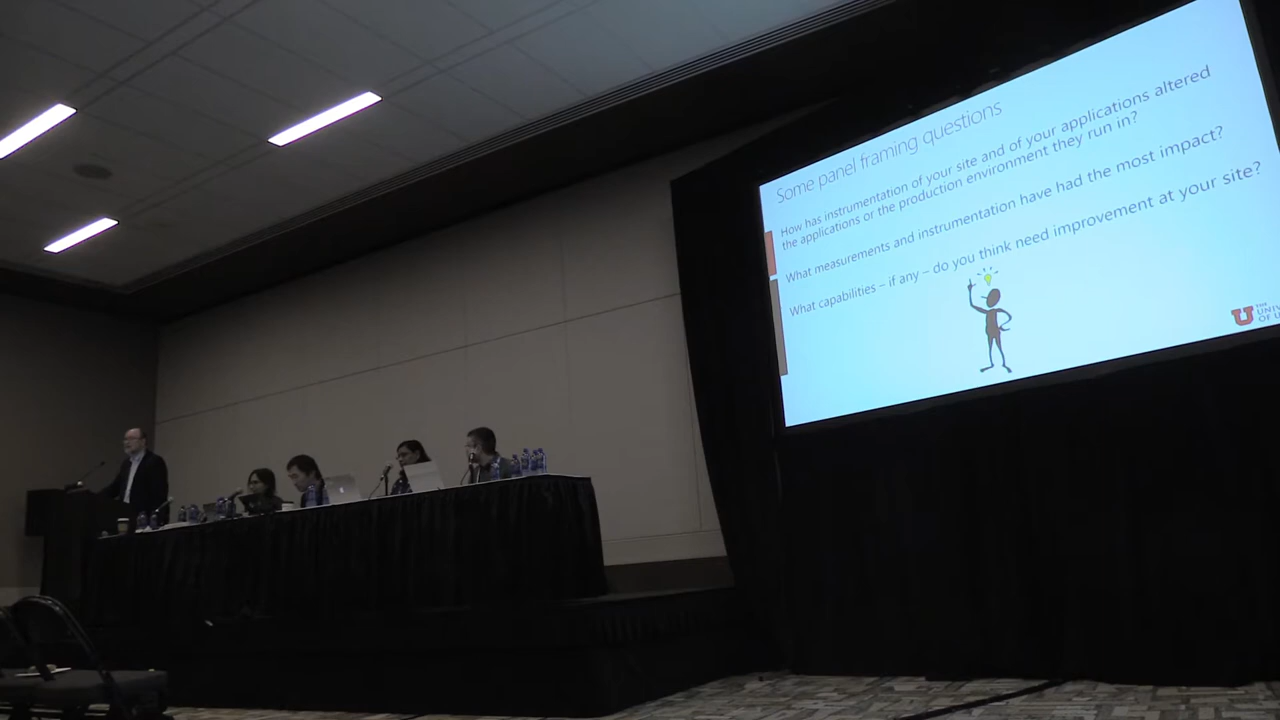 Some panel framing questions
How has instrumentation of your site and of your applications altered
the applications or the production environment they run in?
What measurements and instrumentation have had the most impact?
What capabilities – if any – do you think need improvement at your site?
U THE
OF U